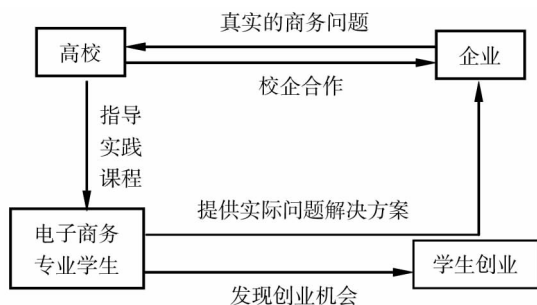 真实的商务问题
高校
企业
校企合作
指导
实践
课程
提供实际问题解决方案
电子商务
专业学生
学生创业
发现创业机会